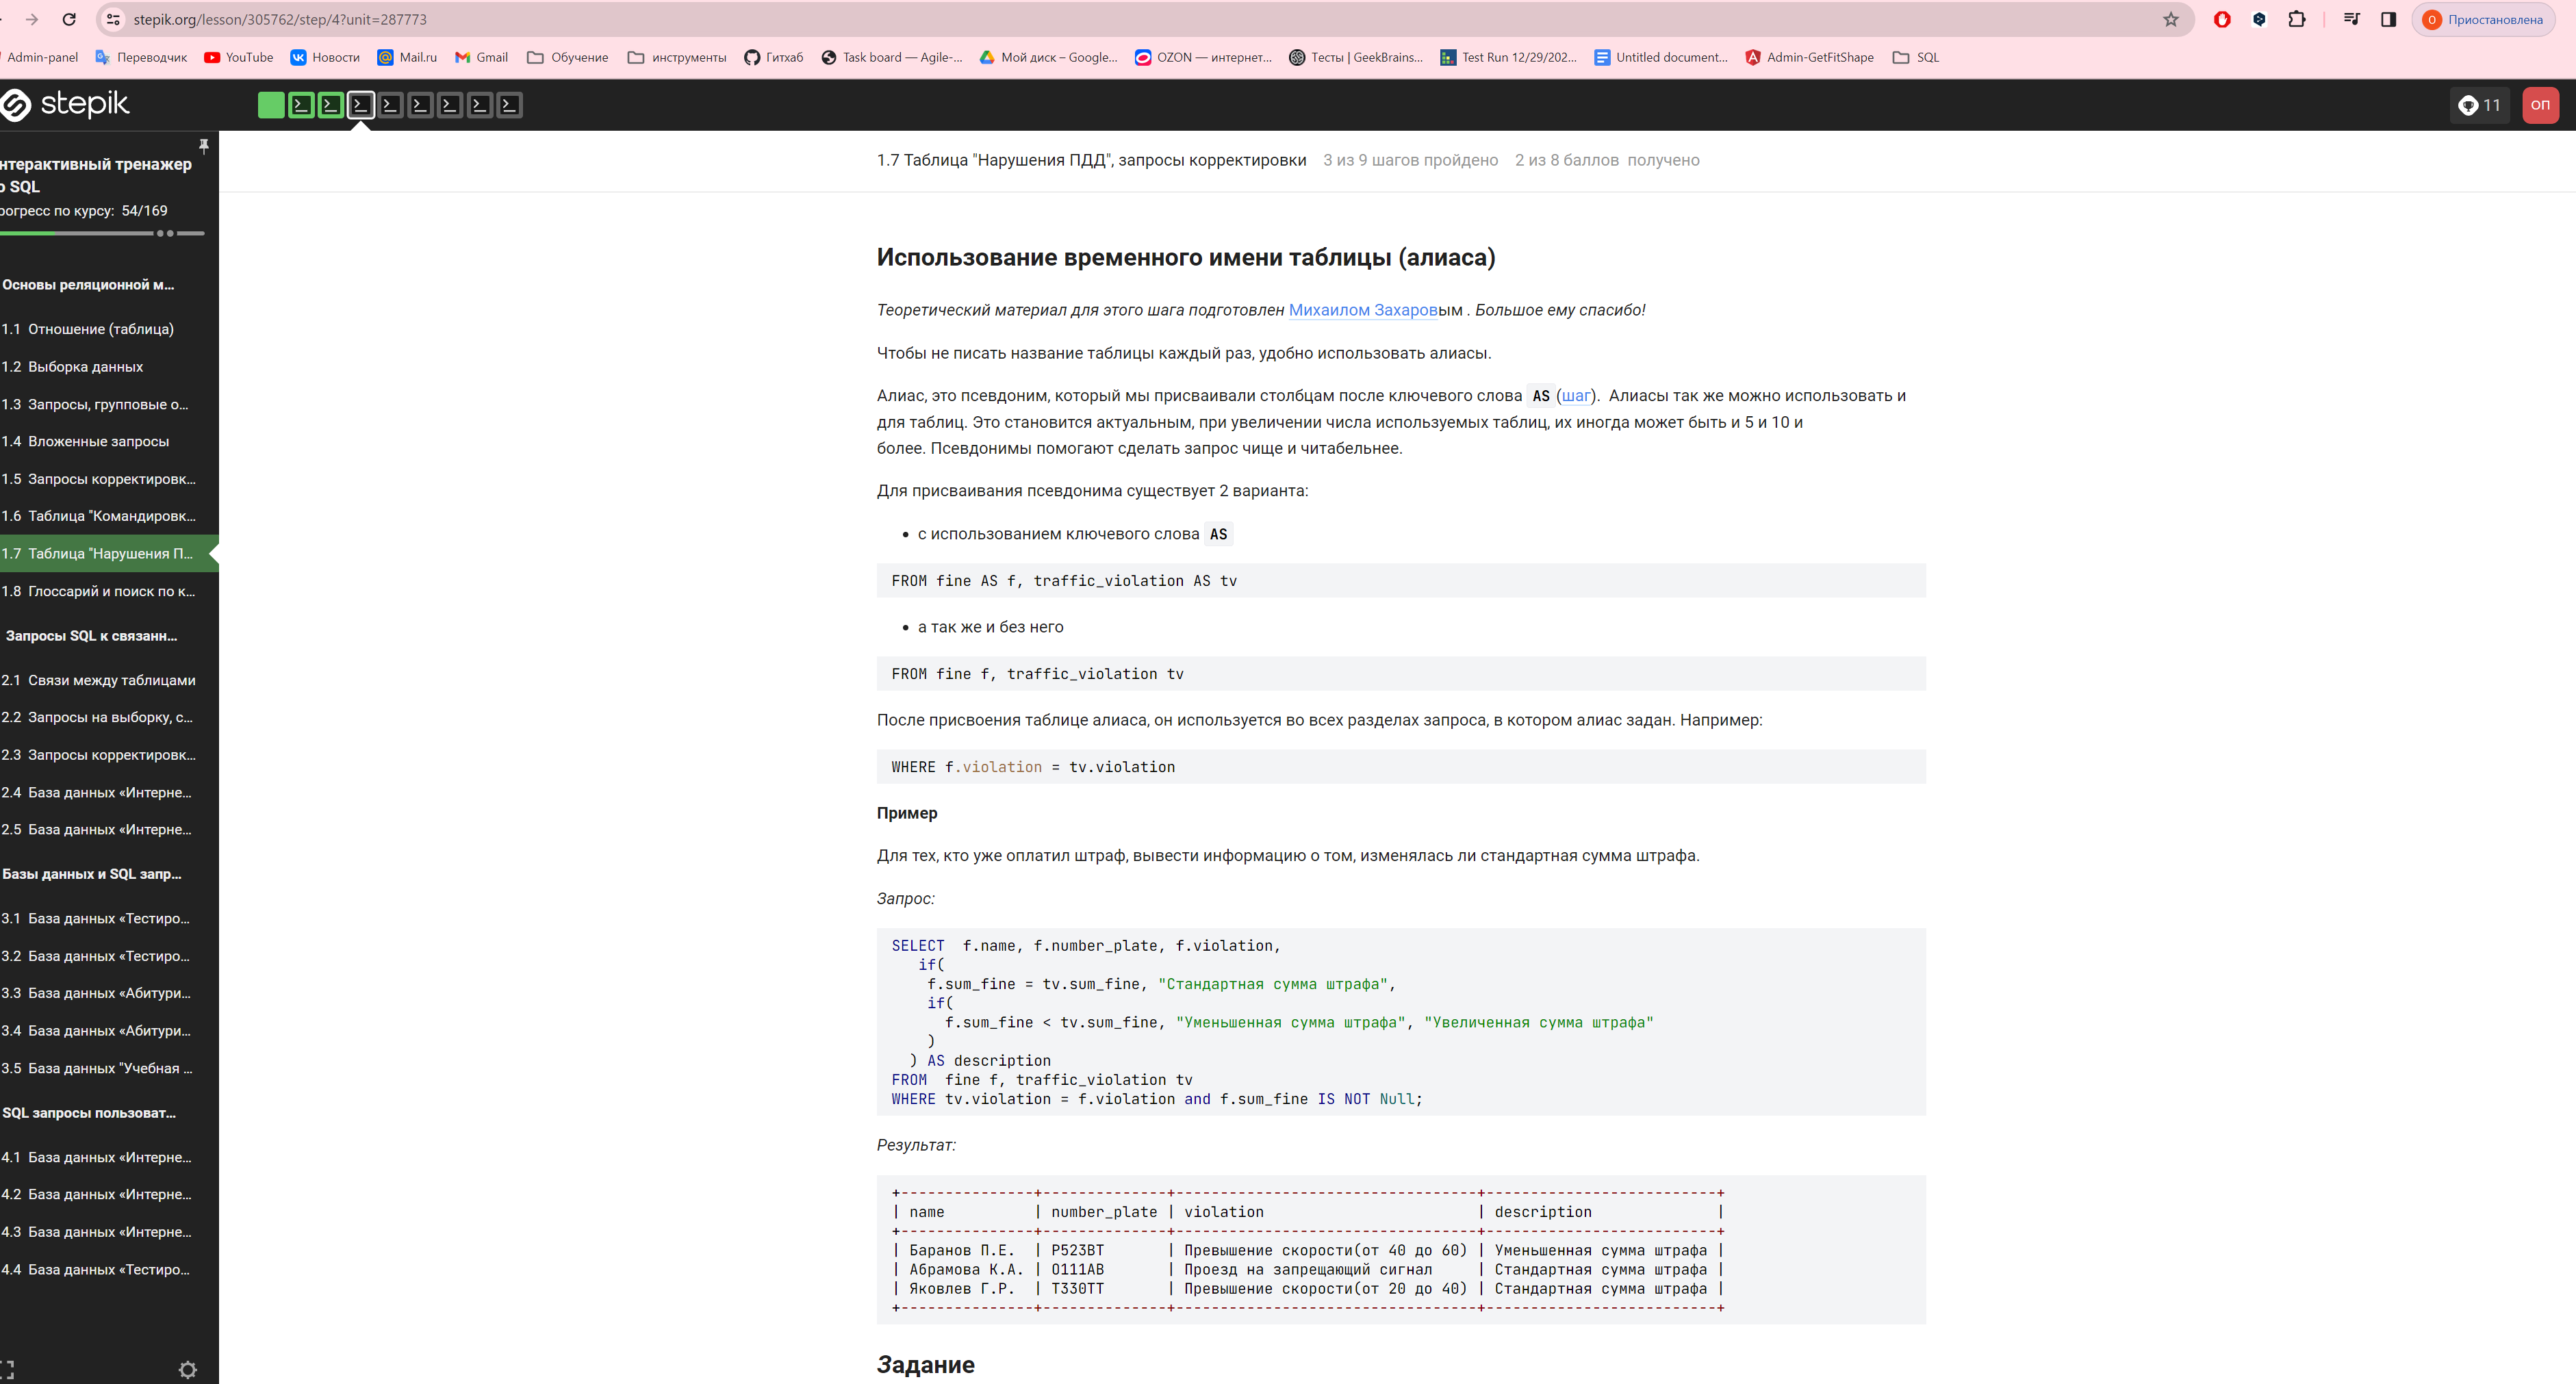 stepik.org/lesson/305762/step/4?unit=287773
О Приостановлена
Admin-panel Переводчик YouTube Новости Mail.ru Gmail Обучение инструменты Гитхаб Task board — Agile-... Мой диск – Google... OZON — интернет... Тесты | GeekBrains... Test Run 12/29/202... Untitled document... Admin-GetFitShape SQL
stepik
11 ОП
нтерактивный тренажер
о SQL
рогресс по курсу: 54/169
Основы реляционной м...
1.1 Отношение (таблица)
1.2 Выборка данных
1.3 Запросы, групповые о...
1.4 Вложенные запросы
1.5 Запросы корректировк...
1.6 Таблица "Командировк...
1.7 Таблица "Нарушения П...
1.8 Глоссарий и поиск по к...
Запросы SQL к связанн...
2.1 Связи между таблицами
2.2 Запросы на выборку, с...
2.3 Запросы корректировк...
2.4 База данных «Интерне...
2.5 База данных «Интерне...
Базы данных и SQL запр...
3.1 База данных «Тестиро...
3.2 База данных «Тестиро...
3.3 База данных «Абитури...
3.4 База данных «Абитури...
3.5 База данных "Учебная ...
SQL запросы пользоват...
4.1 База данных «Интерне...
4.2 База данных «Интерне...
4.3 База данных «Интерне...
4.4 База данных «Тестиро...
1.7 Таблица "Нарушения ПДД", запросы корректировки 3 из 9 шагов пройдено 2 из 8 баллов получено
Использование временного имени таблицы (алиаса)
Теоретический материал для этого шага подготовлен Михаилом Захаровым . Большое ему спасибо!
Чтобы не писать название таблицы каждый раз, удобно использовать алиасы.
Алиас, это псевдоним, который мы присваивали столбцам после ключевого слова AS (шаг). Алиасы так же можно использовать и
для таблиц. Это становится актуальным, при увеличении числа используемых таблиц, их иногда может быть и 5 и 10 и
более. Псевдонимы помогают сделать запрос чище и читабельнее.
Для присваивания псевдонима существует 2 варианта:
• с использованием ключевого слова AS
FROM fine AS f, traffic_violation AS tv
• а так же и без него
FROM fine f, traffic_violation tv
После присвоения таблице алиаса, он используется во всех разделах запроса, в котором алиас задан. Например:
WHERE f.violation = tv.violation
Пример
Для тех, кто уже оплатил штраф, вывести информацию о том, изменялась ли стандартная сумма штрафа.
Запрос:
SELECT  f.name, f.number_plate, f.violation,
   if(
    f.sum_fine = tv.sum_fine, "Стандартная сумма штрафа",
    if(
      f.sum_fine < tv.sum_fine, "Уменьшенная сумма штрафа", "Увеличенная сумма штрафа"
    )
  ) AS description
FROM  fine f, traffic_violation tv
WHERE tv.violation = f.violation and f.sum_fine IS NOT Null;
Результат:
+---------------+--------------+----------------------------------+--------------------------+
| name          | number_plate | violation                        | description              |
+---------------+--------------+----------------------------------+--------------------------+
| Баранов П.Е.  | Р523ВТ       | Превышение скорости(от 40 до 60) | Уменьшенная сумма штрафа |
| Абрамова К.А. | О111АВ       | Проезд на запрещающий сигнал     | Стандартная сумма штрафа |
| Яковлев Г.Р.  | Т330ТТ       | Превышение скорости(от 20 до 40) | Стандартная сумма штрафа |
+---------------+--------------+----------------------------------+--------------------------+
Задание